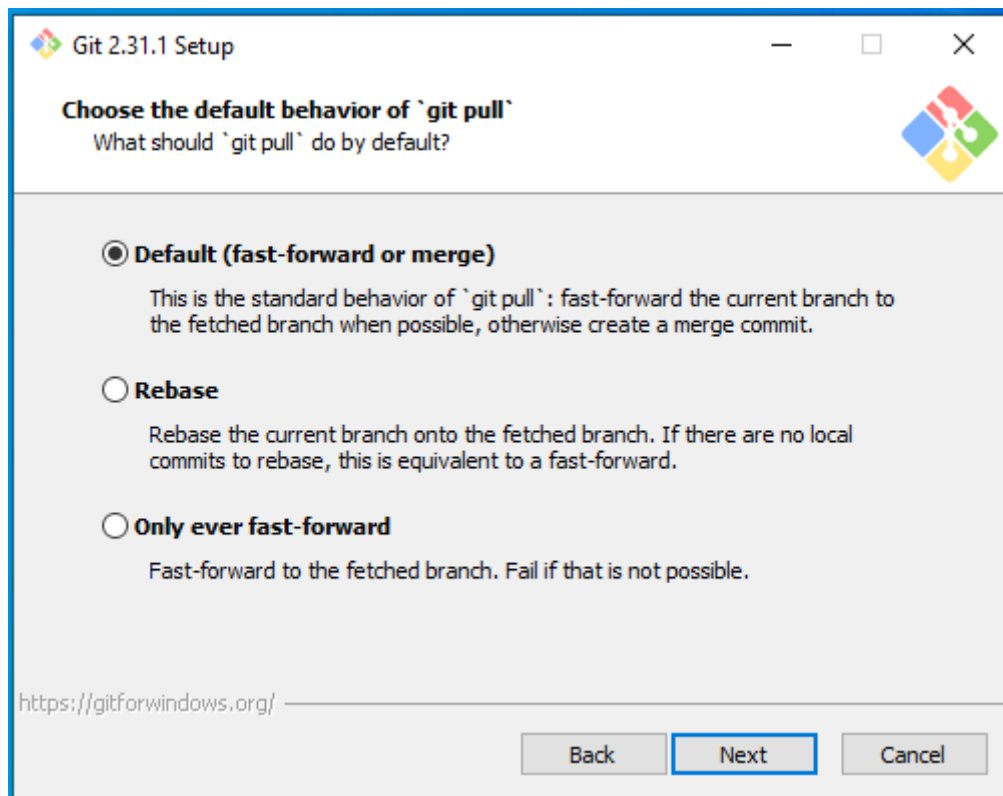 Git 2.31.1 Setup
Choose the default behavior of `git pull`
What should `git pull` do by default?
Default (fast-forward or merge)
This is the standard behavior of `git pull`: fast-forward the current branch to
the fetched branch when possible, otherwise create a merge commit.
Rebase
Rebase the current branch onto the fetched branch. If there are no local
commits to rebase, this is equivalent to a fast-forward.
Only ever fast-forward
Fast-forward to the fetched branch. Fail if that is not possible.
https://gitforwindows.org/
Back Next Cancel